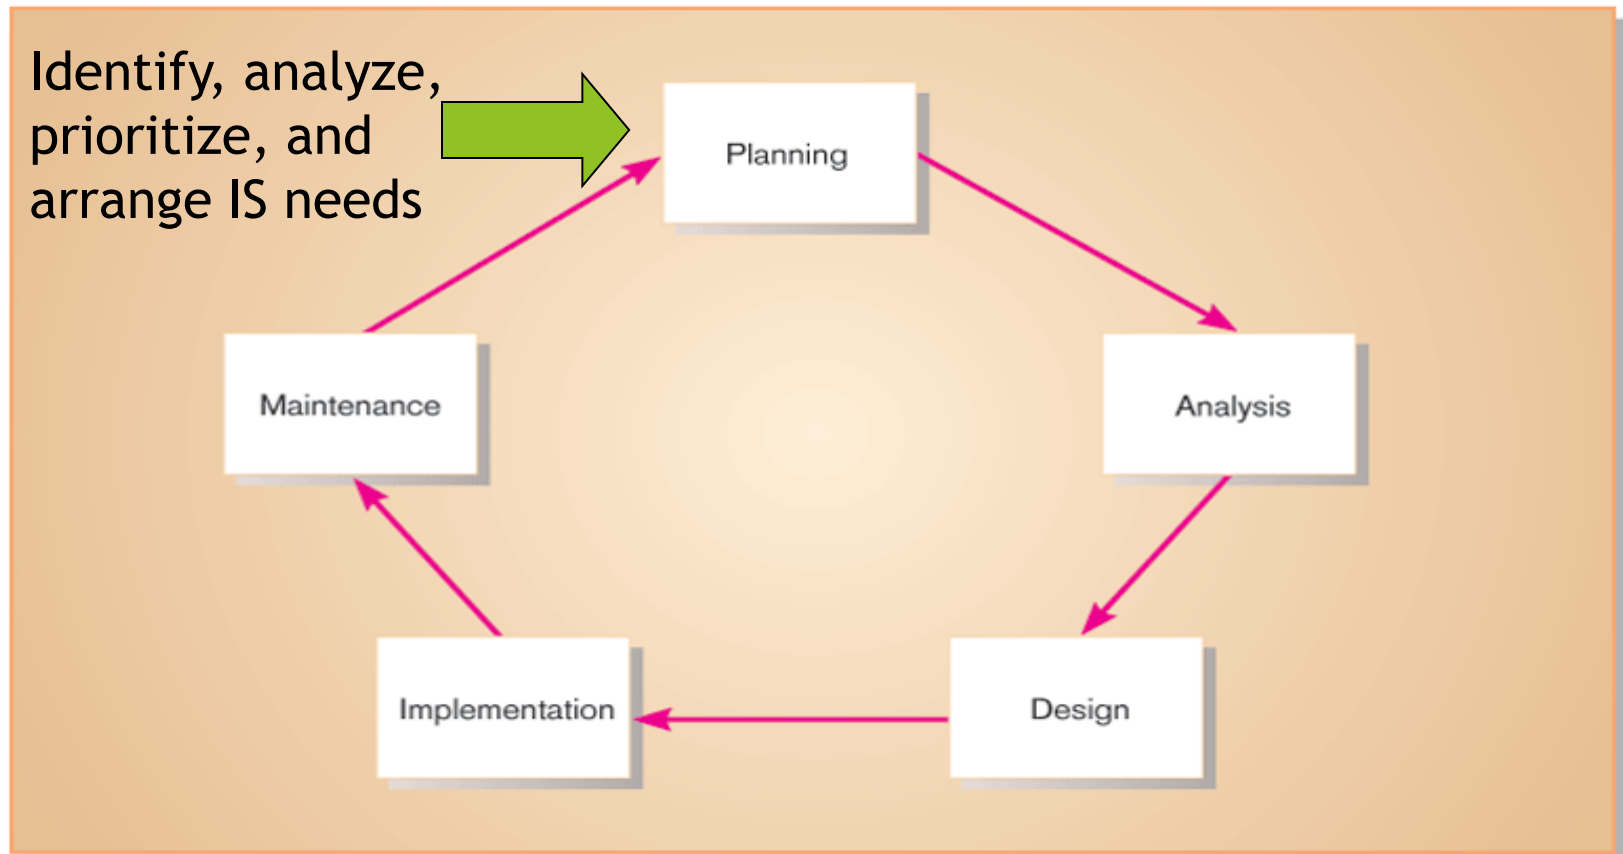 Identify, analyze,
prioritize, and
arrange IS needs
Planning
Maintenance
Analysis
Implementation
Design